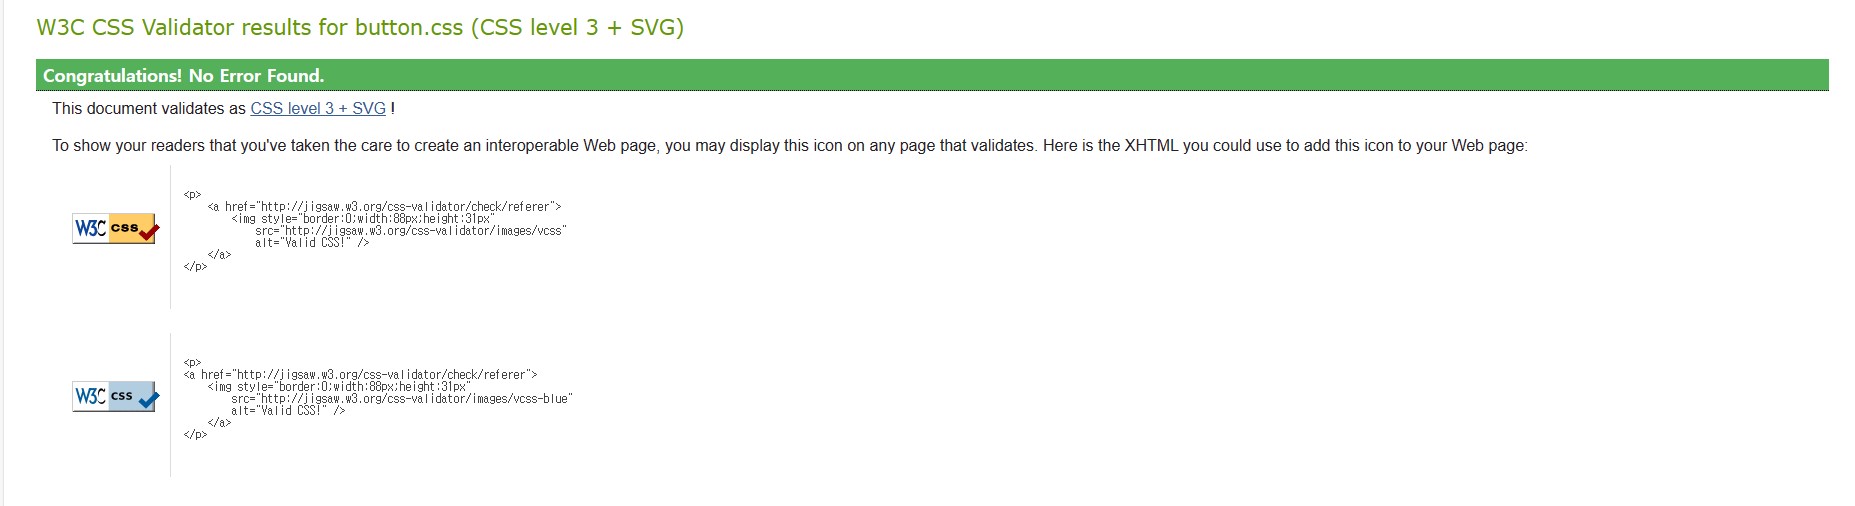 W3C CSS Validator results for button.css (CSS level 3 + SVG)
Congratulations! No Error Found.
This document validates as CSS level 3 + SVG !
To show your readers that you've taken the care to create an interoperable Web page, you may display this icon on any page that validates. Here is the XHTML you could use to add this icon to your Web page:
W3C css
<p>
<a href="http://jigsaw.w3.org/css-validator/check/referer">
<img style="border:0;width:88px;height:31px"
src="http://jigsaw.w3.org/css-validator/images/vcss"
alt="Valid CSS!" />
</a>
</p>
W3C css
<p>
<a href="http://jigsaw.w3.org/css-validator/check/referer">
<img style="border:0;width:88px;height:31px"
src="http://jigsaw.w3.org/css-validator/images/vcss-blue"
alt="Valid CSS!" />
</a>
</p>